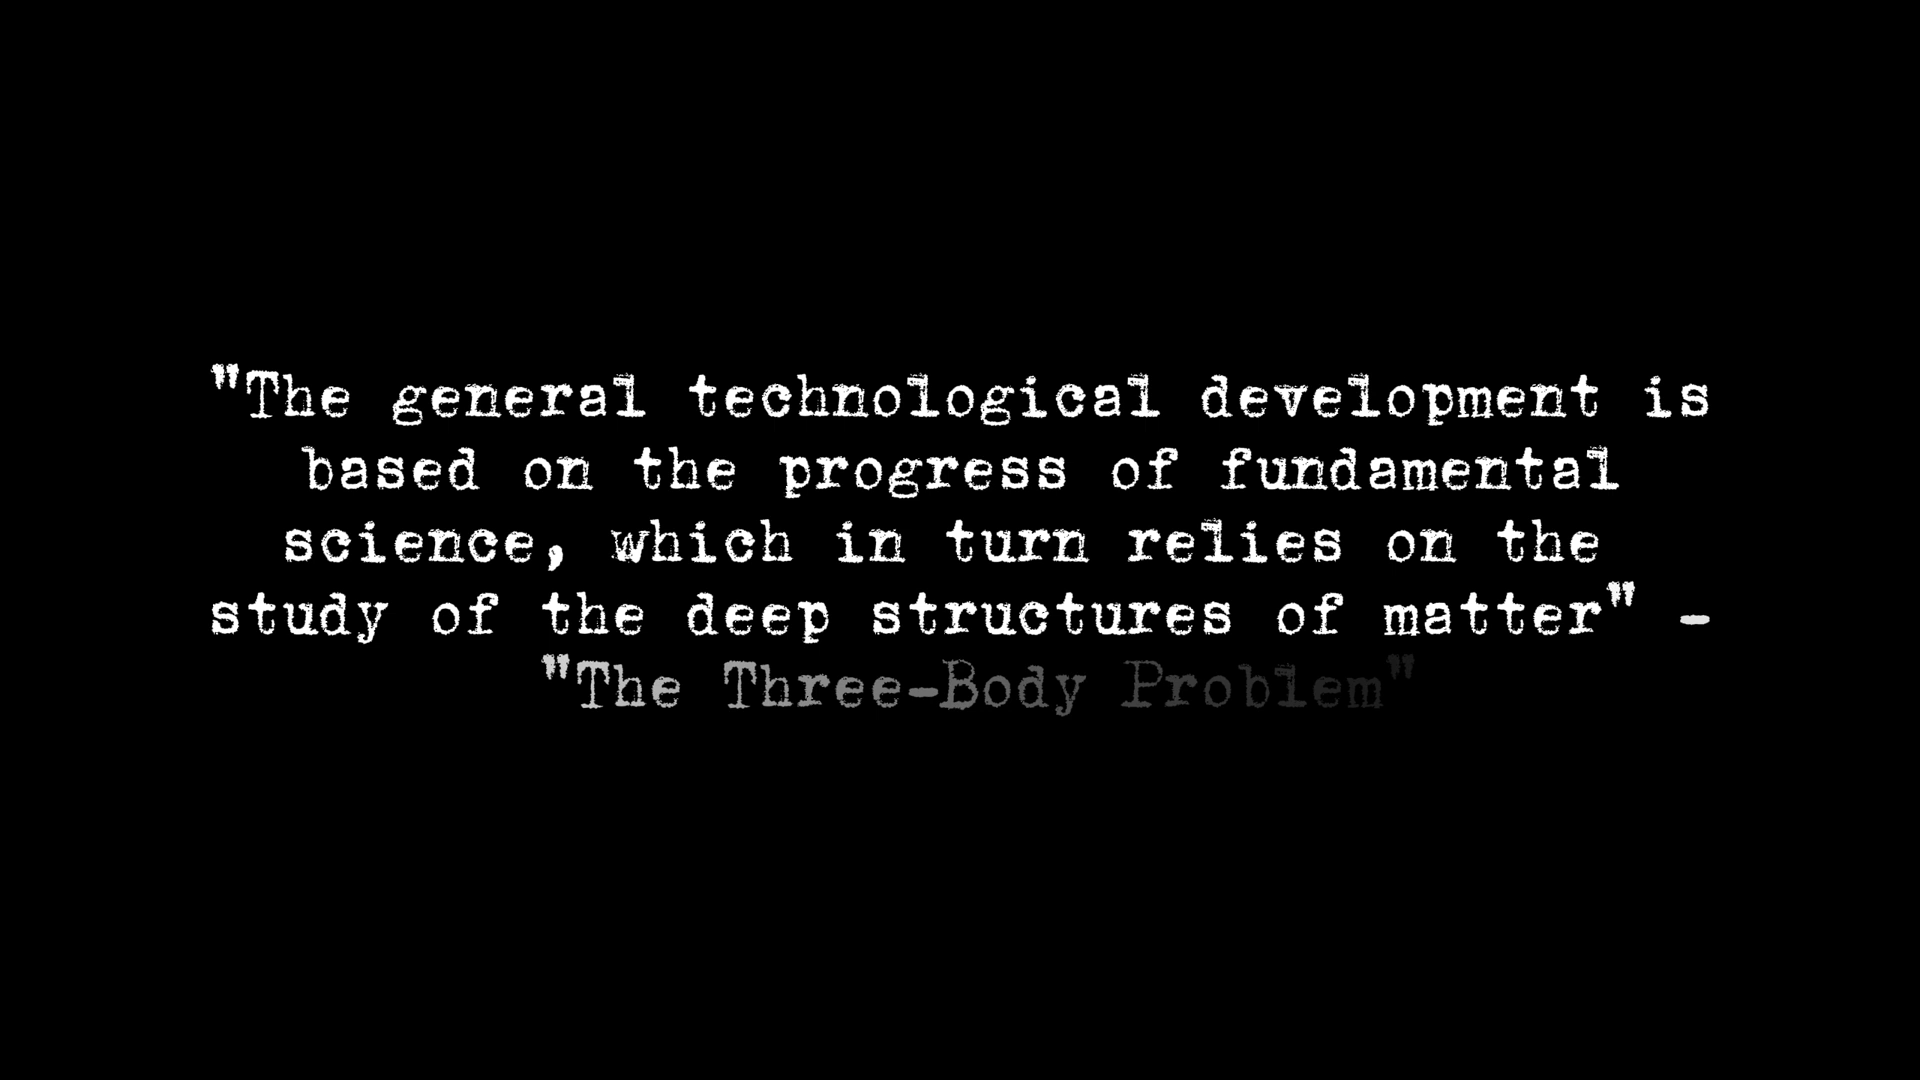 "The general technological development is
based on the progress of fundamental
science, which in turn relies on the
study of the deep structures of matter" -
"The Three-Body Problem"